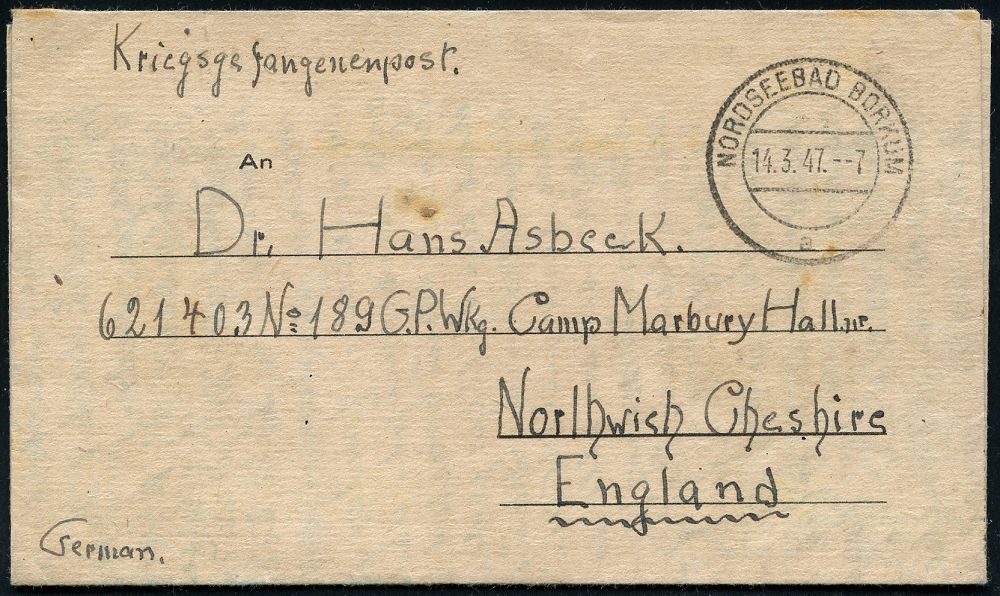 Kriegsgefangenenpost.
NORDSEEBAD BORKUM
14.3.47.--7
a
An
Dr. Hans Asbeck.
621403 No 189 G.P.Wkg. Camp Marbury Hall.nr.
Northwich Cheshire
England
German.